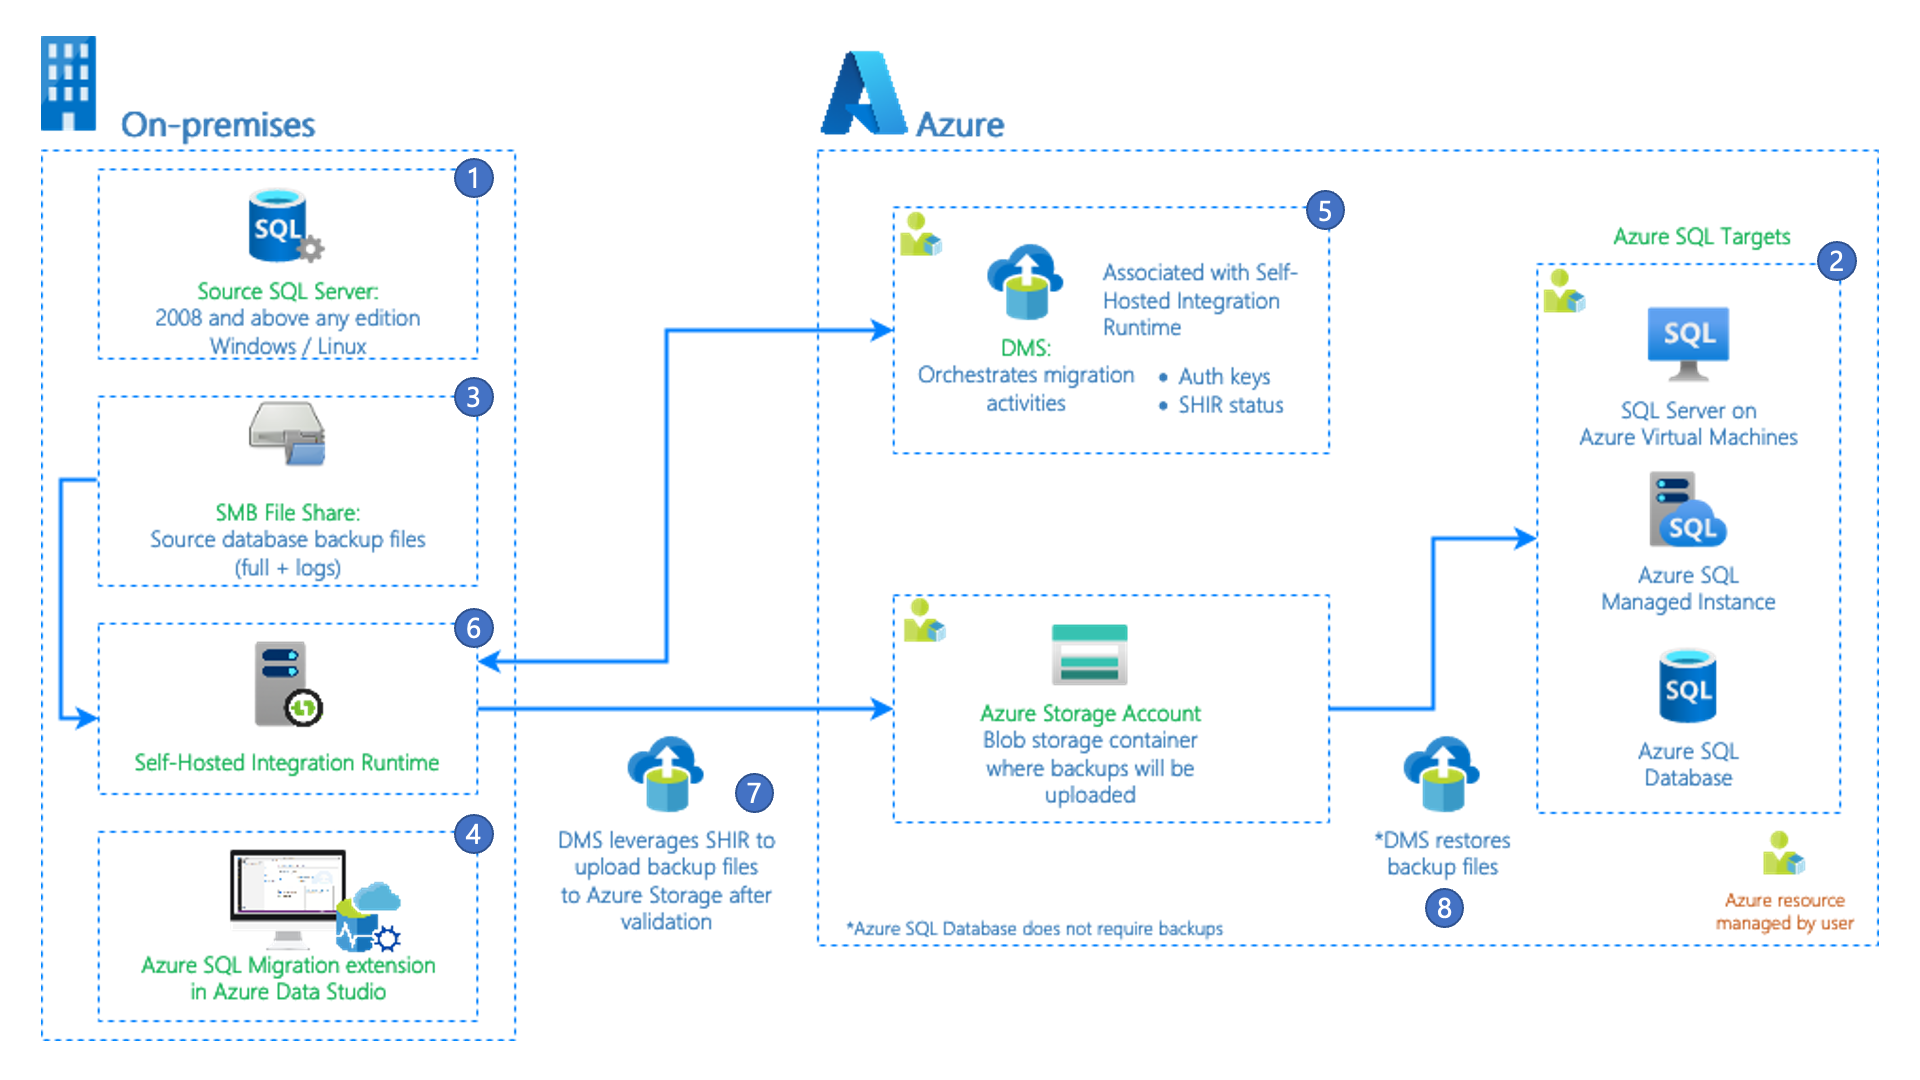 On-premises
1
SQL
Source SQL Server:
2008 and above any edition
Windows / Linux
3
SMB File Share:
Source database backup files
(full + logs)
6
Self-Hosted Integration Runtime
4
Azure SQL Migration extension
in Azure Data Studio
7
DMS leverages SHIR to
upload backup files
to Azure Storage after
validation
Azure
5
Associated with Self-
Hosted Integration
Runtime
• Auth keys
• SHIR status
DMS:
Orchestrates migration
activities
Azure Storage Account
Blob storage container
where backups will be
uploaded
*DMS restores
backup files
8
*Azure SQL Database does not require backups
Azure SQL Targets
2
SQL
SQL Server on
Azure Virtual Machines
SQL
Azure SQL
Managed Instance
SQL
Azure SQL
Database
Azure resource
managed by user